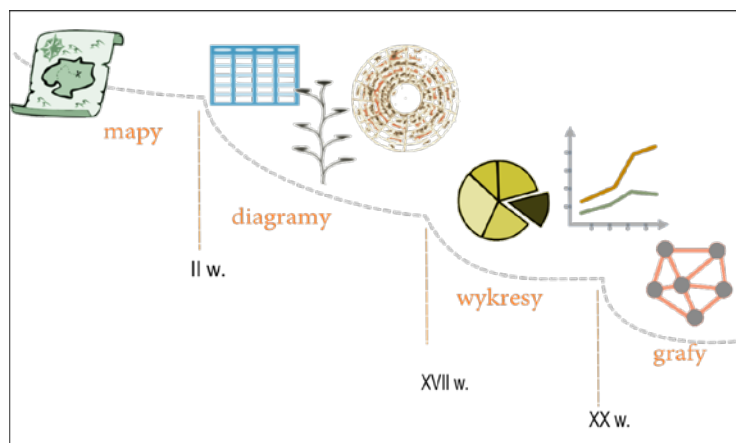 mapy
diagramy
II w.
wykresy
XVII w.
grafy
XX w.